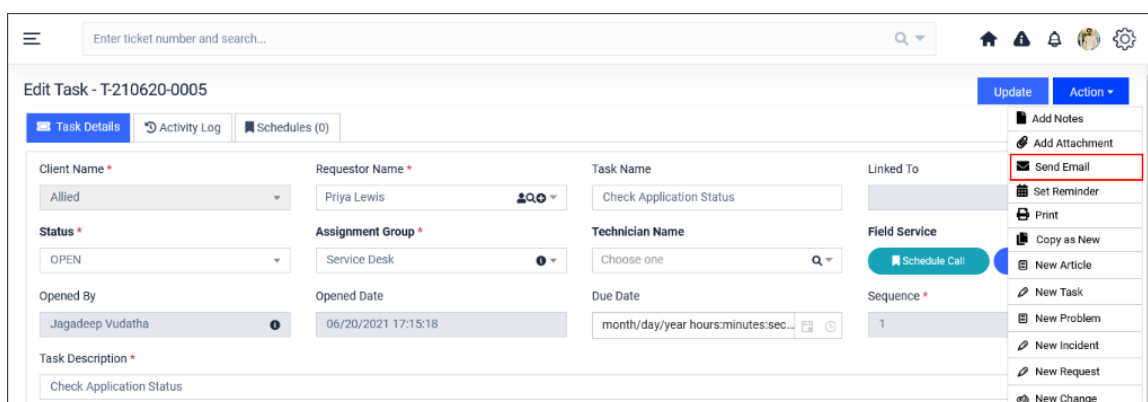 Enter ticket number and search...
Edit Task - T-210620-0005
Update
Action
Task Details
Activity Log
Schedules (0)
Add Notes
Add Attachment
Send Email
Set Reminder
Print
Copy as New
New Article
New Task
New Problem
New Incident
New Request
New Change
Client Name *
Requestor Name *
Task Name
Linked To
Allied
Priya Lewis
Check Application Status
Status *
Assignment Group *
Technician Name
Field Service
OPEN
Service Desk
Choose one
Schedule Call
Opened By
Opened Date
Due Date
Sequence *
Jagadeep Vudatha
06/20/2021 17:15:18
month/day/year hours:minutes:sec...
1
Task Description *
Check Application Status